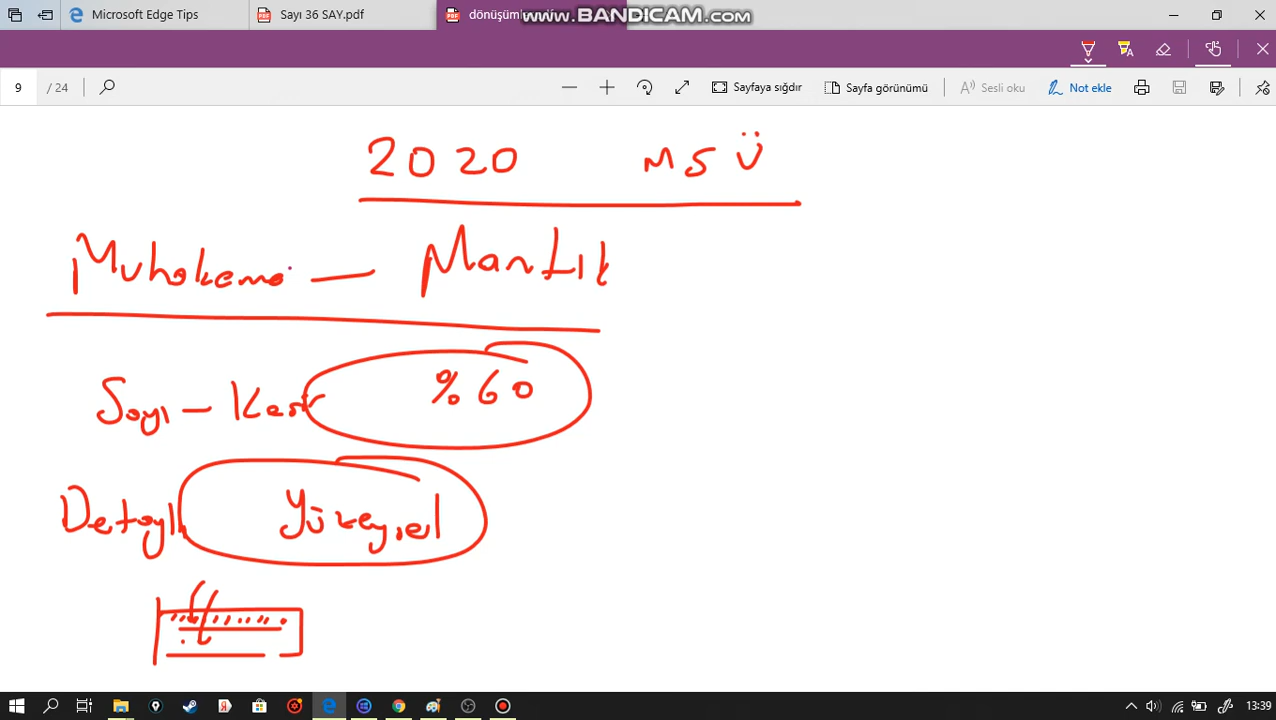 Microsoft Edge Tips
Sayı 36 SAY.pdf
dönüşüml
www.BANDICAM.com
9 / 24
Sayfaya sığdır
Sayfa görünümü
Sesli oku
Not ekle
2020 MSÜ
Muhakeme — Mantık
Sayı - Kesir %60
Detaylı Yüzeysel
13:39